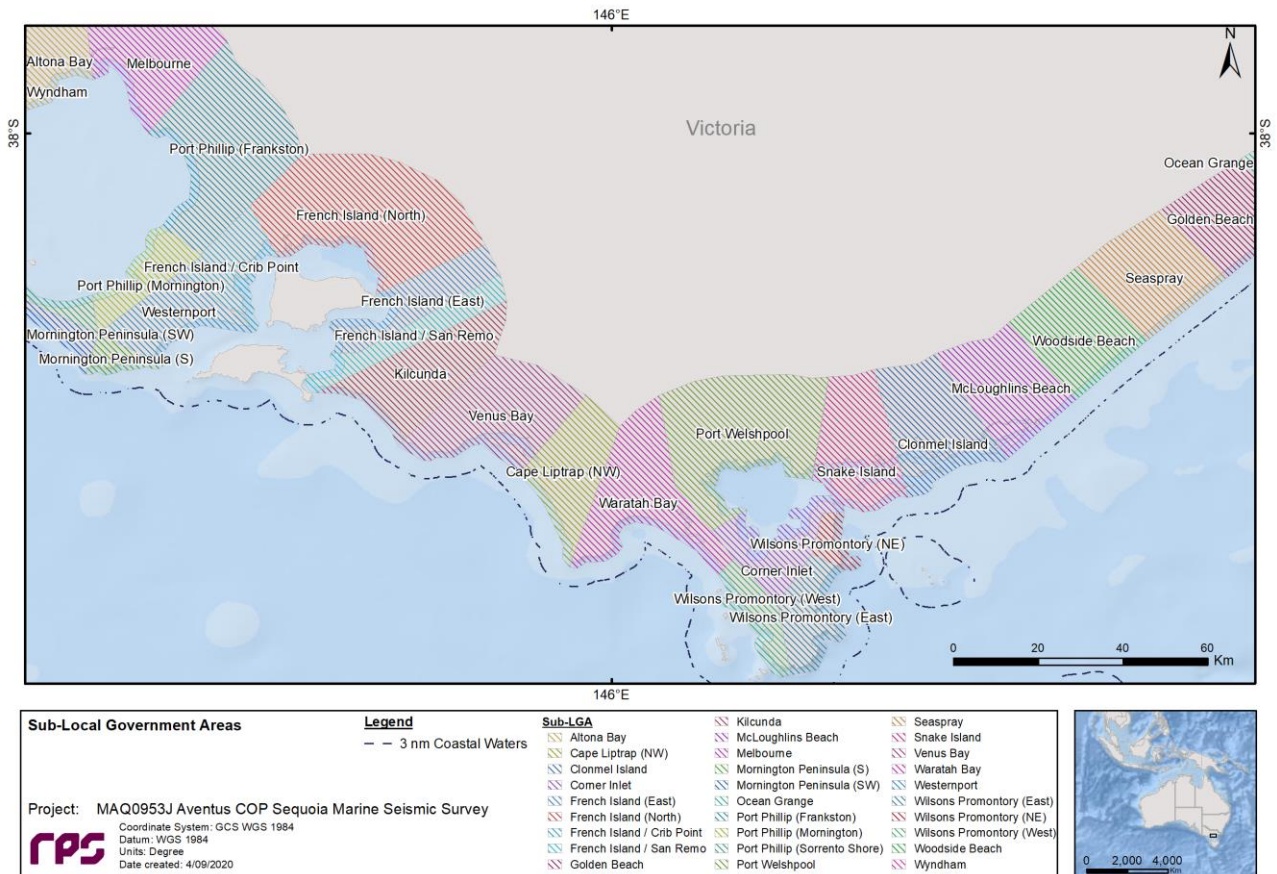 146°E
N
Altona Bay
Melbourne
Wyndham
38°S
Victoria
38°S
Port Phillip (Frankston)
Ocean Grange
French Island (North)
Golden Beach
French Island / Crib Point
Seaspray
Port Phillip (Mornington)
French Island (East)
Westernport
Mornington Peninsula (SW)
French Island / San Remo
Woodside Beach
Mornington Peninsula (S)
Kilcunda
McLoughlins Beach
Venus Bay
Port Welshpool
Clonmel Island
Cape Liptrap (NW)
Snake Island
Waratah Bay
Wilsons Promontory (NE)
Corner Inlet
Wilsons Promontory (West)
Wilsons Promontory (East)
0 20 40 60
Km
146°E
Sub-Local Government Areas
Legend
3 nm Coastal Waters
Sub-LGA
Altona Bay
Cape Liptrap (NW)
Clonmel Island
Corner Inlet
French Island (East)
French Island (North)
French Island / Crib Point
French Island / San Remo
Golden Beach
Kilcunda
McLoughlins Beach
Melbourne
Mornington Peninsula (S)
Mornington Peninsula (SW)
Ocean Grange
Port Phillip (Frankston)
Port Phillip (Mornington)
Port Phillip (Sorrento Shore)
Port Welshpool
Seaspray
Snake Island
Venus Bay
Waratah Bay
Westernport
Wilsons Promontory (East)
Wilsons Promontory (NE)
Wilsons Promontory (West)
Woodside Beach
Wyndham
Project: MAQ0953J Aventus COP Sequoia Marine Seismic Survey
rps
Coordinate System: GCS WGS 1984
Datum: WGS 1984
Units: Degree
Date created: 4/09/2020
0 2,000 4,000
Km